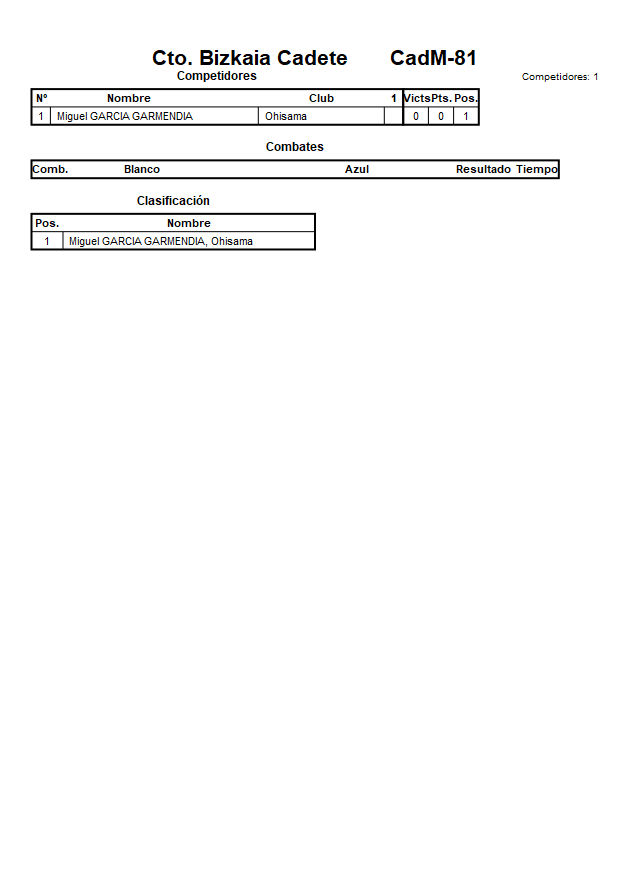 Cto. Bizkaia Cadete CadM-81
Competidores Competidores: 1
Nº Nombre Club 1 Victs Pts. Pos.
1 Miguel GARCIA GARMENDIA Ohisama 0 0 1
Combates
Comb. Blanco Azul Resultado Tiempo
Clasificación
Pos. Nombre
1 Miguel GARCIA GARMENDIA, Ohisama